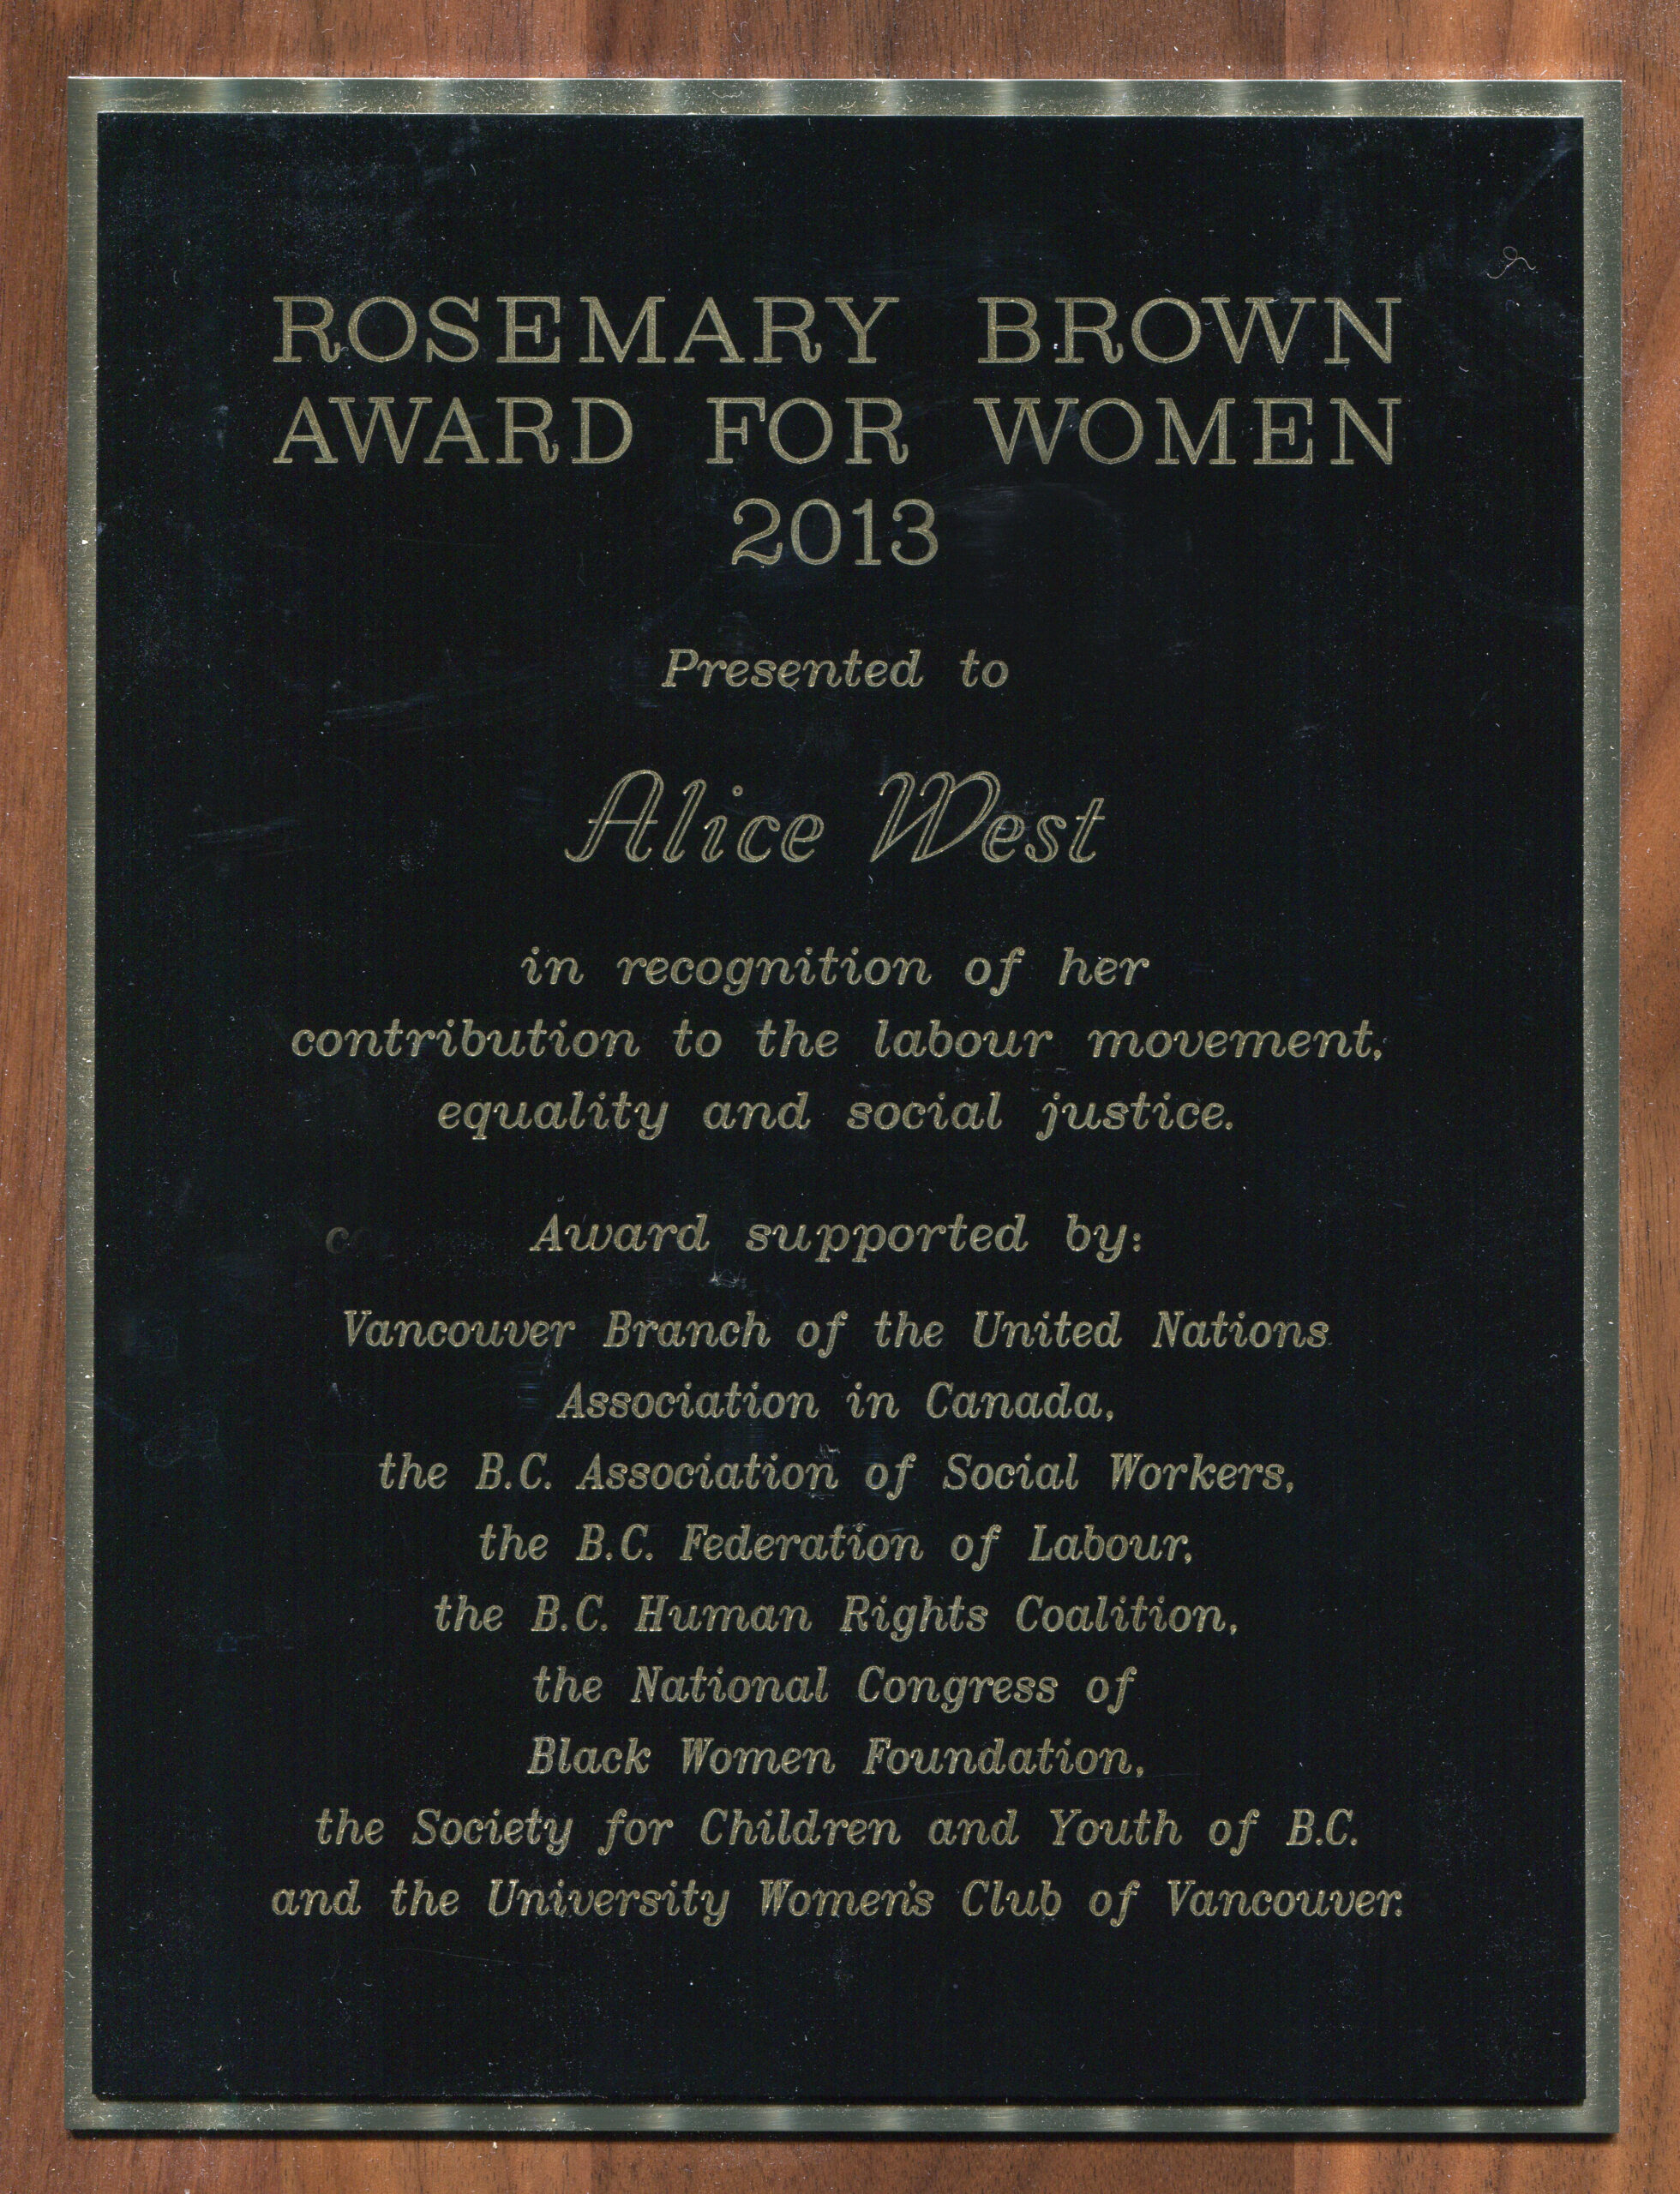 ROSEMARY BROWN
AWARD FOR WOMEN
2013
Presented to
Alice West
in recognition of her
contribution to the labour movement,
equality and social justice.
Award supported by:
Vancouver Branch of the United Nations
Association in Canada,
the B.C. Association of Social Workers,
the B.C. Federation of Labour,
the B.C. Human Rights Coalition,
the National Congress of
Black Women Foundation,
the Society for Children and Youth of B.C.
and the University Women's Club of Vancouver.